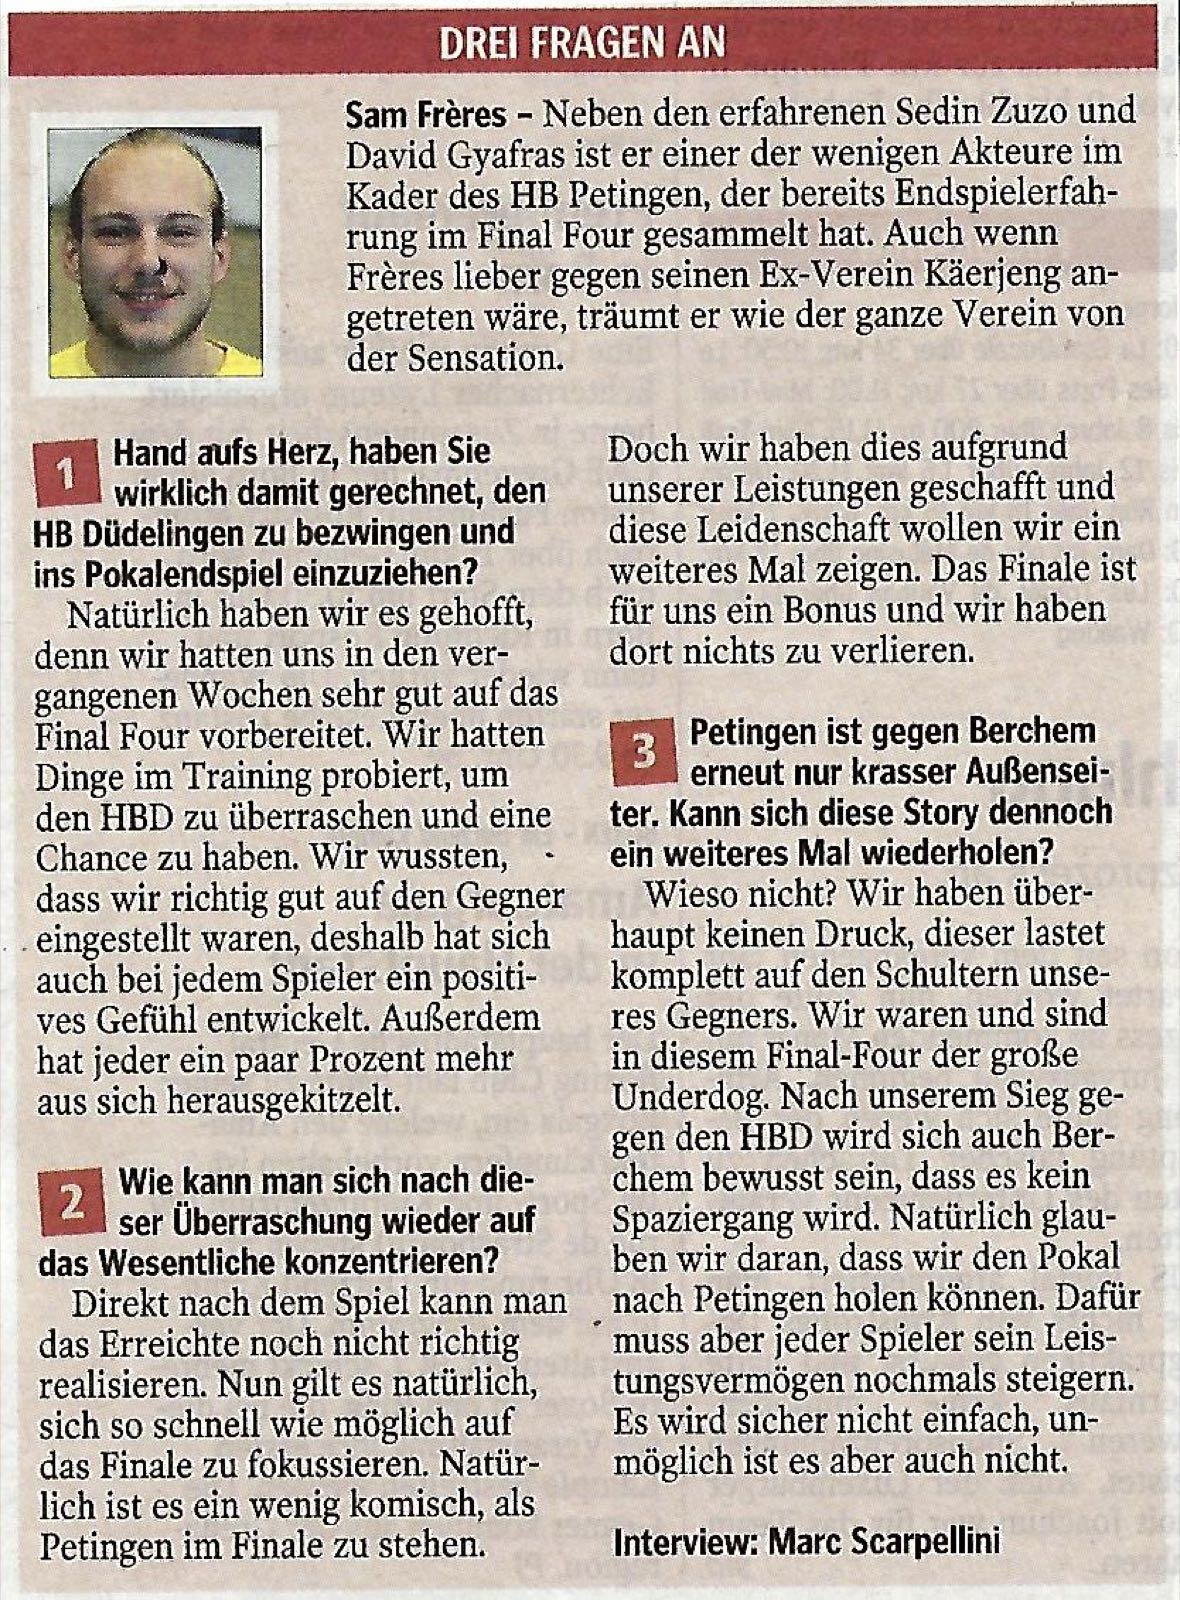 DREI FRAGEN AN
Sam Frères – Neben den erfahrenen Sedin Zuzo und
David Gyafras ist er einer der wenigen Akteure im
Kader des HB Petingen, der bereits Endspielerfah-
rung im Final Four gesammelt hat. Auch wenn
Frères lieber gegen seinen Ex-Verein Käerjeng an-
getreten wäre, träumt er wie der ganze Verein von
der Sensation.
1 Hand aufs Herz, haben Sie
wirklich damit gerechnet, den
HB Düdelingen zu bezwingen und
ins Pokalendspiel einzuziehen?
Natürlich haben wir es gehofft,
denn wir hatten uns in den ver-
gangenen Wochen sehr gut auf das
Final Four vorbereitet. Wir hatten
Dinge im Training probiert, um
den HBD zu überraschen und eine
Chance zu haben. Wir wussten,
dass wir richtig gut auf den Gegner
eingestellt waren, deshalb hat sich
auch bei jedem Spieler ein positi-
ves Gefühl entwickelt. Außerdem
hat jeder ein paar Prozent mehr
aus sich herausgekitzelt.
2 Wie kann man sich nach die-
ser Überraschung wieder auf
das Wesentliche konzentrieren?
Direkt nach dem Spiel kann man
das Erreichte noch nicht richtig
realisieren. Nun gilt es natürlich,
sich so schnell wie möglich auf
das Finale zu fokussieren. Natür-
lich ist es ein wenig komisch, als
Petingen im Finale zu stehen.
Doch wir haben dies aufgrund
unserer Leistungen geschafft und
diese Leidenschaft wollen wir ein
weiteres Mal zeigen. Das Finale ist
für uns ein Bonus und wir haben
dort nichts zu verlieren.
3 Petingen ist gegen Berchem
erneut nur krasser Außensei-
ter. Kann sich diese Story dennoch
ein weiteres Mal wiederholen?
Wieso nicht? Wir haben über-
haupt keinen Druck, dieser lastet
komplett auf den Schultern unse-
res Gegners. Wir waren und sind
in diesem Final-Four der große
Underdog. Nach unserem Sieg ge-
gen den HBD wird sich auch Ber-
chem bewusst sein, dass es kein
Spaziergang wird. Natürlich glau-
ben wir daran, dass wir den Pokal
nach Petingen holen können. Dafür
muss aber jeder Spieler sein Leis-
tungsvermögen nochmals steigern.
Es wird sicher nicht einfach, un-
möglich ist es aber auch nicht.
Interview: Marc Scarpellini